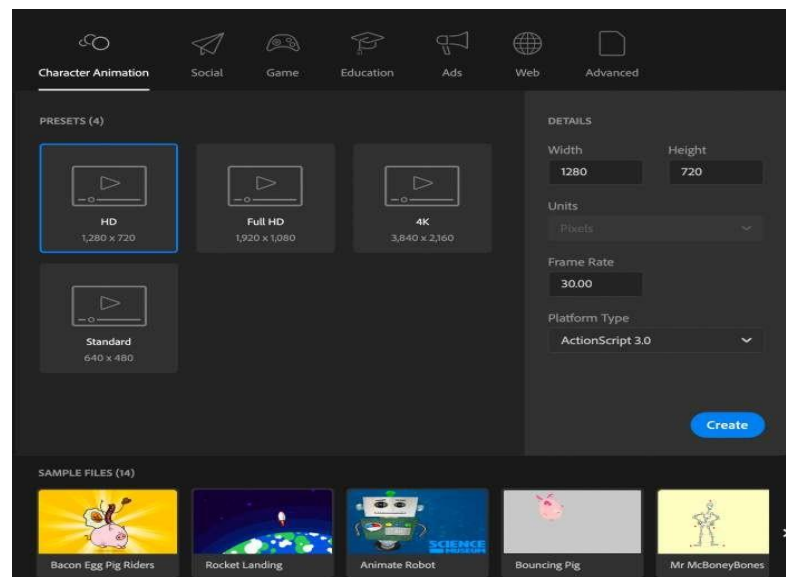 Character Animation
Social
Game
Education
Ads
Web
Advanced
PRESETS (4)
HD
1,280 x 720
Full HD
1,920 x 1,080
4K
3,840 x 2,160
Standard
640 x 480
DETAILS
Width
Height
1280
720
Units
Pixels
Frame Rate
30.00
Platform Type
ActionScript 3.0
Create
SAMPLE FILES (14)
SCIENCE
MUSEUM
Bacon Egg Pig Riders
Rocket Landing
Animate Robot
Bouncing Pig
Mr McBoneyBones